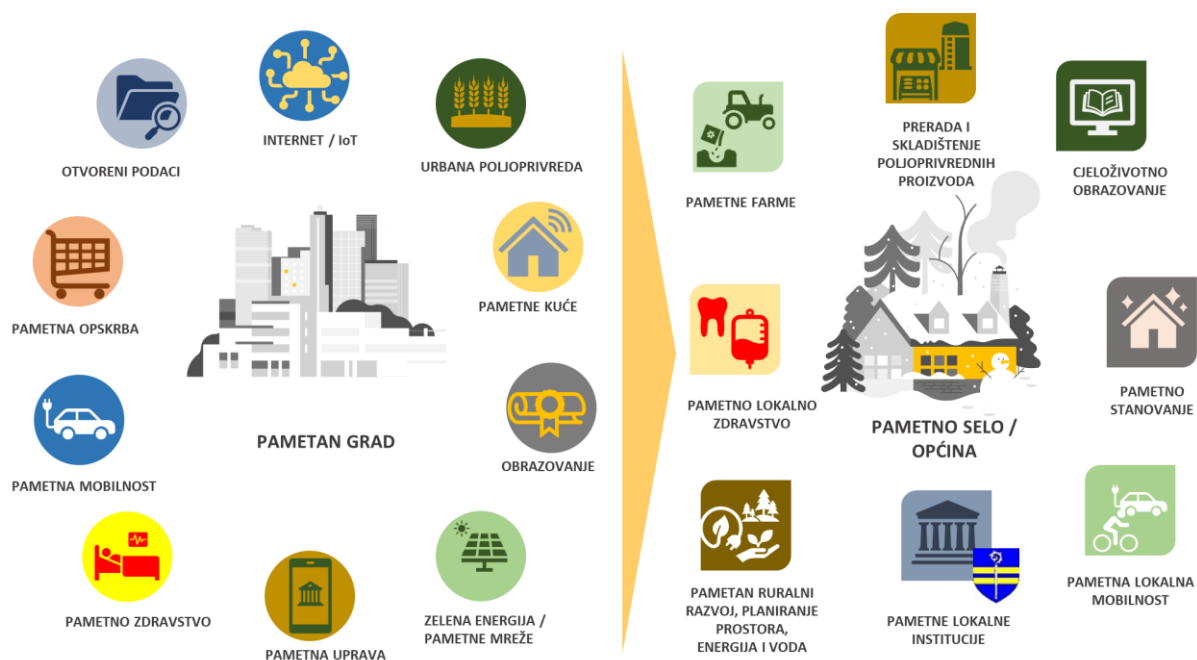 INTERNET / IoT
OTVORENI PODACI
URBANA POLJOPRIVREDA
PAMETNA OPSKRBA
PAMETNE KUĆE
PAMETAN GRAD
PAMETNA MOBILNOST
OBRAZOVANJE
PAMETNO ZDRAVSTVO
PAMETNA UPRAVA
ZELENA ENERGIJA /
PAMETNE MREŽE
PAMETNE FARME
PRERADA I
SKLADIŠTENJE
POLJOPRIVREDNIH
PROIZVODA
CJELOŽIVOTNO
OBRAZOVANJE
PAMETNO LOKALNO
ZDRAVSTVO
PAMETNO SELO /
OPĆINA
PAMETNO
STANOVANJE
PAMETAN RURALNI
RAZVOJ, PLANIRANJE
PROSTORA,
ENERGIJA I VODA
PAMETNE LOKALNE
INSTITUCIJE
PAMETNA LOKALNA
MOBILNOST